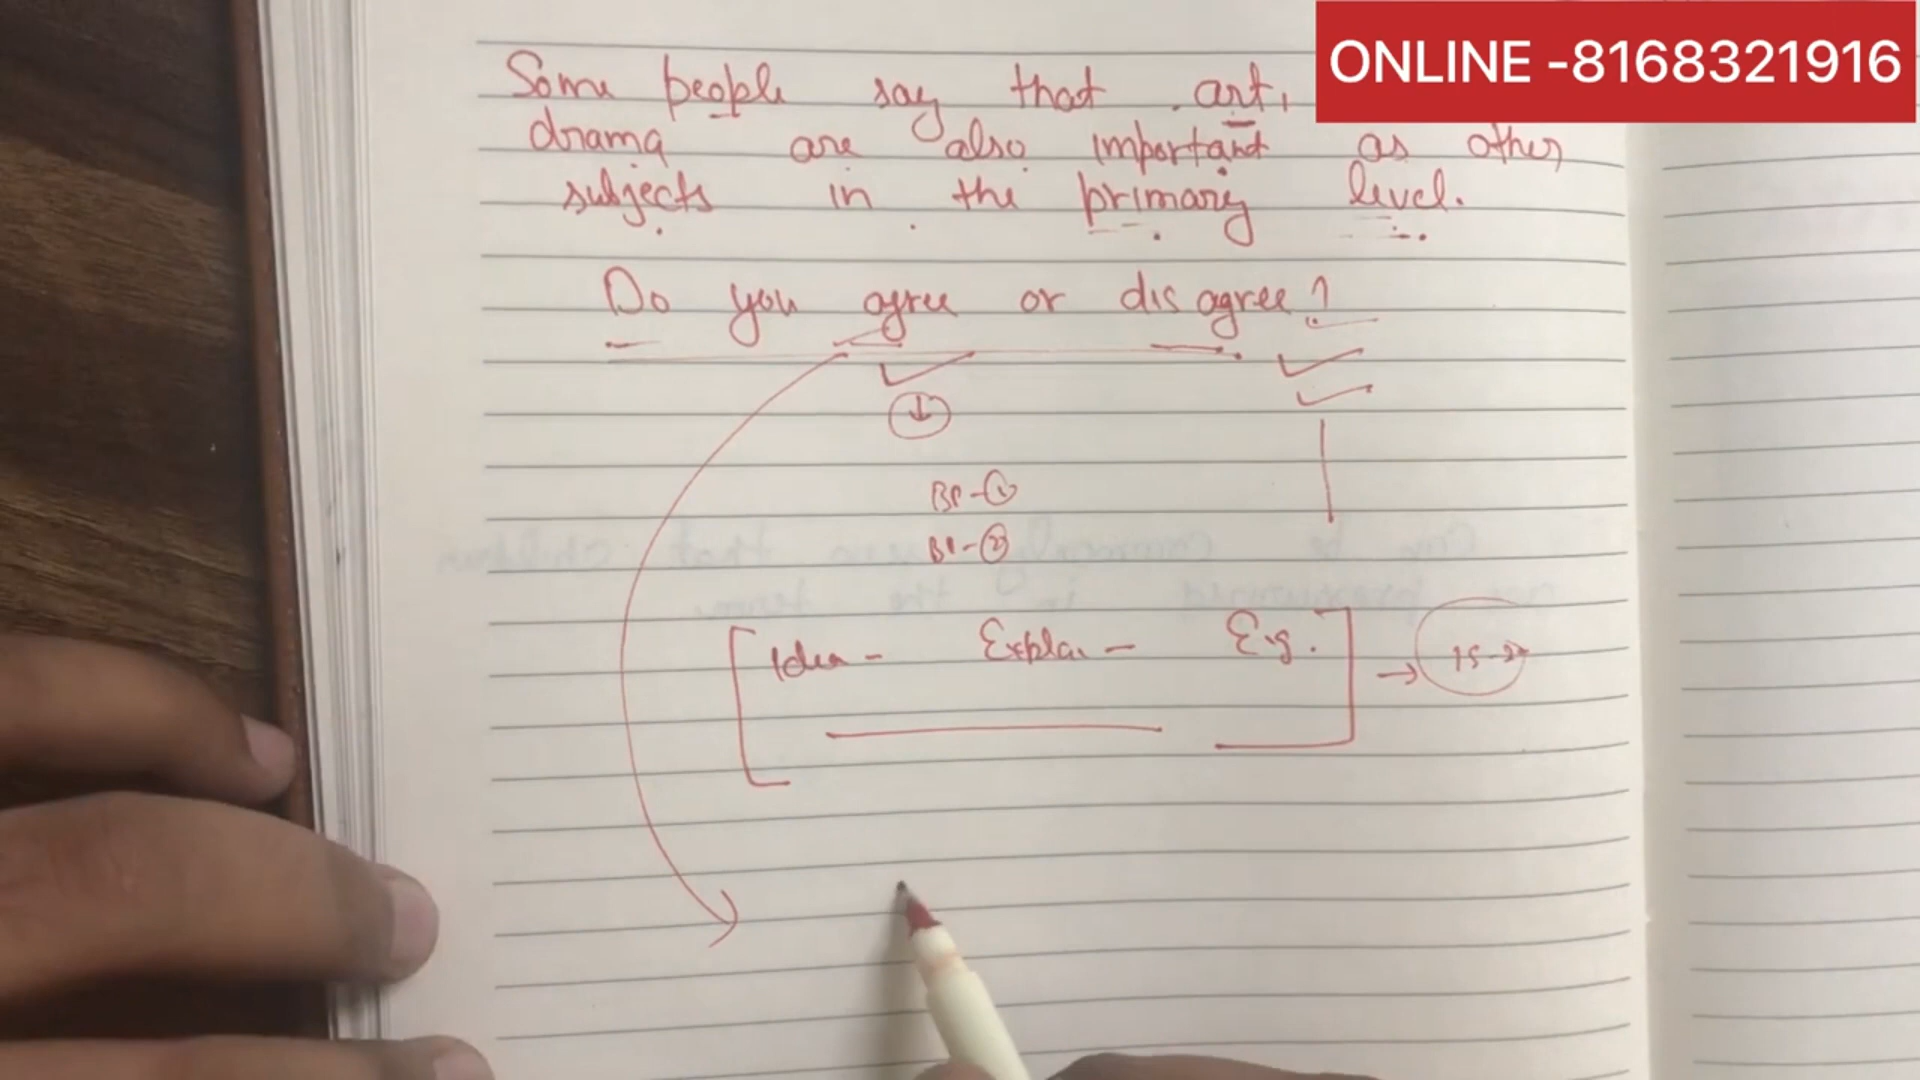 ONLINE -8168321916
Some people say that art,
drama are also important as other
subjects in the primary level.
Do you agree or disagree?
BP-①
BP-②
Idea - Explan - E.g.